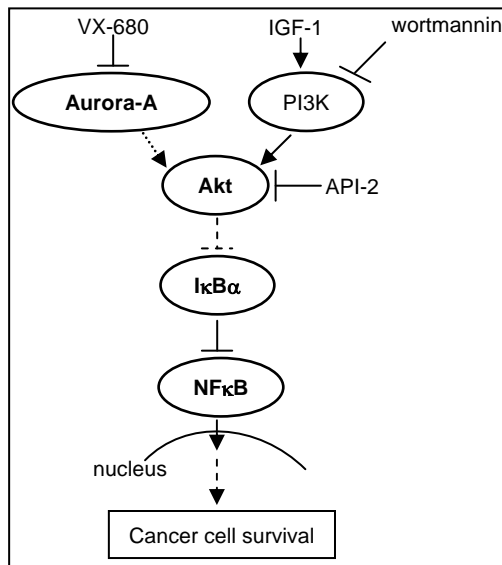 VX-680
IGF-1
wortmannin
Aurora-A
PI3K
Akt
API-2
IκBα
NFκB
nucleus
Cancer cell survival